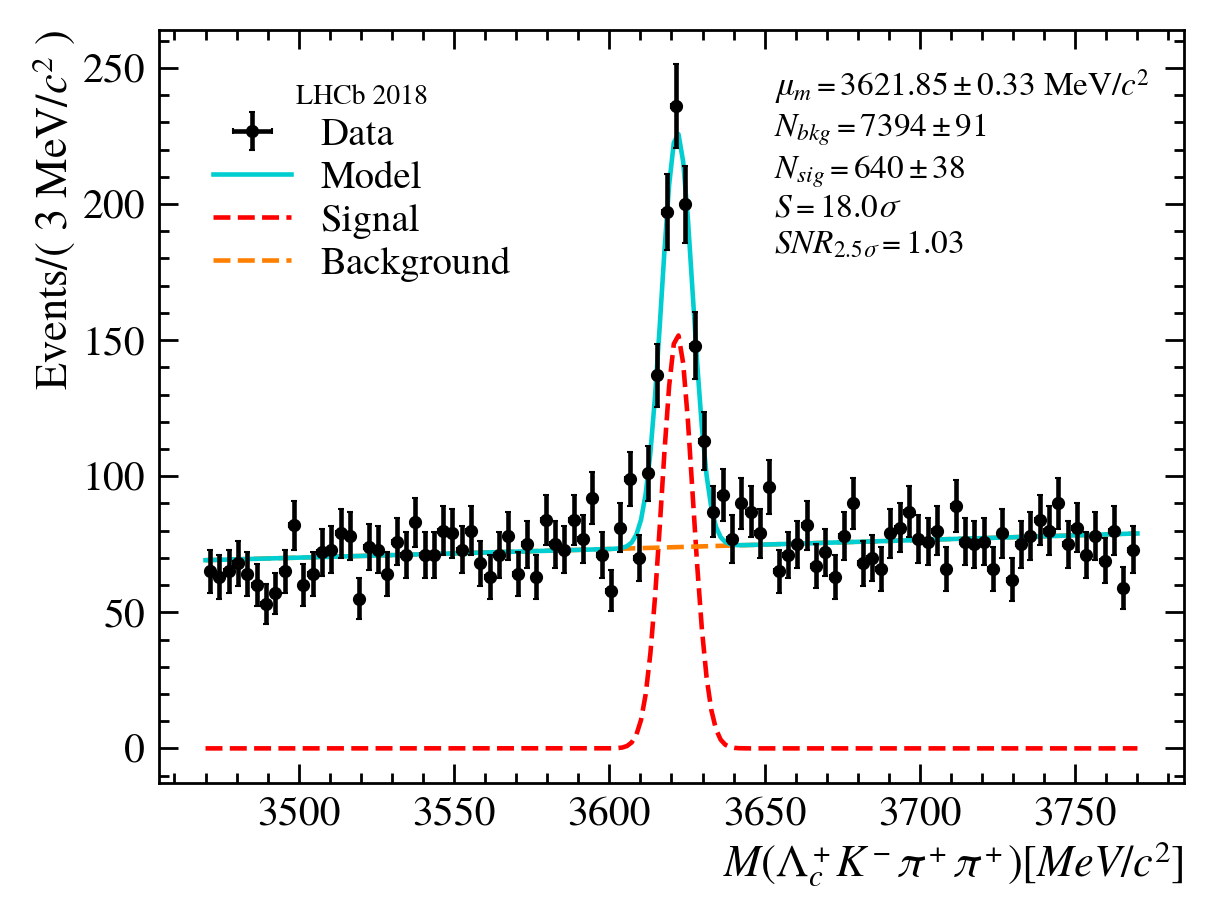 Events/( 3 MeV/c² )
250
200
150
100
50
0
LHCb 2018
Data
Model
Signal
Background
μ_m = 3621.85 ± 0.33 MeV/c²
N_bkg = 7394 ± 91
N_sig = 640 ± 38
S = 18.0σ
SNR_2.5σ = 1.03
3500 3550 3600 3650 3700 3750
M(Λ_c⁺ K⁻ π⁺ π⁺)[MeV/c²]